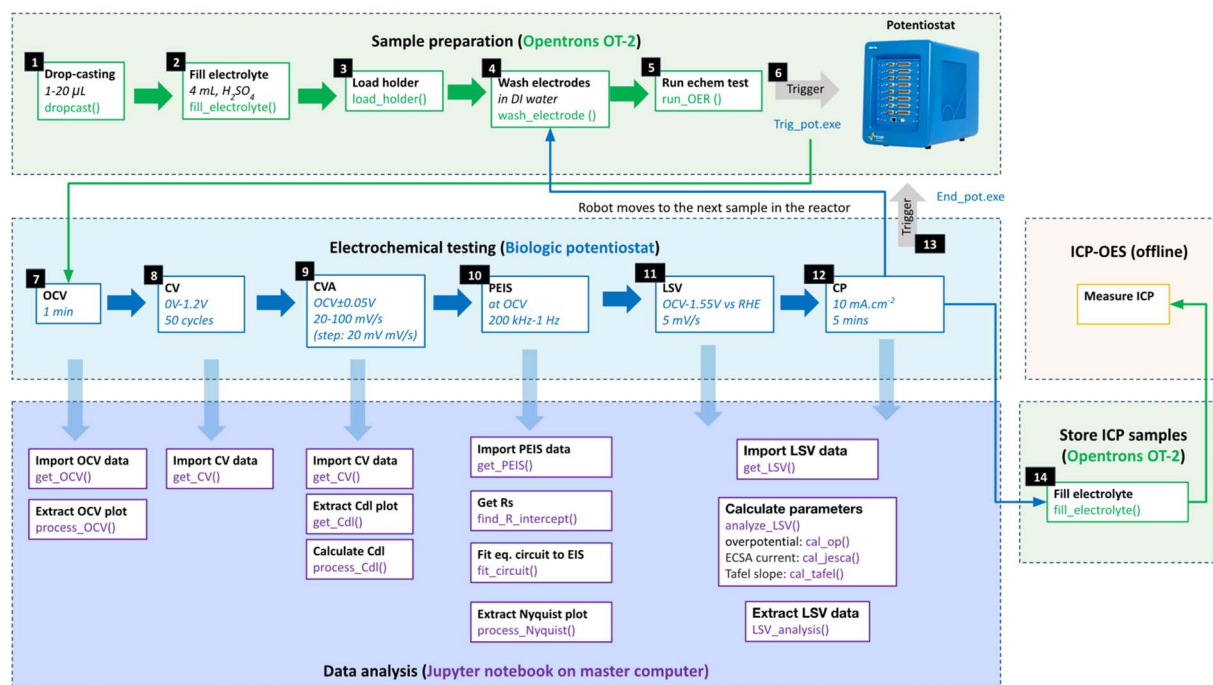 Potentiostat
Sample preparation (Opentrons OT-2)
1
Drop-casting
1-20 µL
dropcast()
2
Fill electrolyte
4 mL, H₂SO₄
fill_electrolyte()
3
Load holder
load_holder()
4
Wash electrodes
in DI water
wash_electrode ()
5
Run echem test
run_OER ()
6
Trigger
Trig_pot.exe
Robot moves to the next sample in the reactor
Trigger
End_pot.exe
13
Electrochemical testing (Biologic potentiostat)
7
OCV
1 min
8
CV
0V-1.2V
50 cycles
9
CVA
OCV±0.05V
20-100 mV/s
(step: 20 mV mV/s)
10
PEIS
at OCV
200 kHz-1 Hz
11
LSV
OCV-1.55V vs RHE
5 mV/s
12
CP
10 mA.cm⁻²
5 mins
ICP-OES (offline)
Measure ICP
Store ICP samples
(Opentrons OT-2)
14
Fill electrolyte
fill_electrolyte()
Import OCV data
get_OCV()
Extract OCV plot
process_OCV()
Import CV data
get_CV()
Import CV data
get_CV()
Extract Cdl plot
get_Cdl()
Calculate Cdl
process_Cdl()
Import PEIS data
get_PEIS()
Get Rs
find_R_intercept()
Fit eq. circuit to EIS
fit_circuit()
Extract Nyquist plot
process_Nyquist()
Import LSV data
get_LSV()
Calculate parameters
analyze_LSV()
overpotential: cal_op()
ECSA current: cal_jesca()
Tafel slope: cal_tafel()
Extract LSV data
LSV_analysis()
Data analysis (Jupyter notebook on master computer)